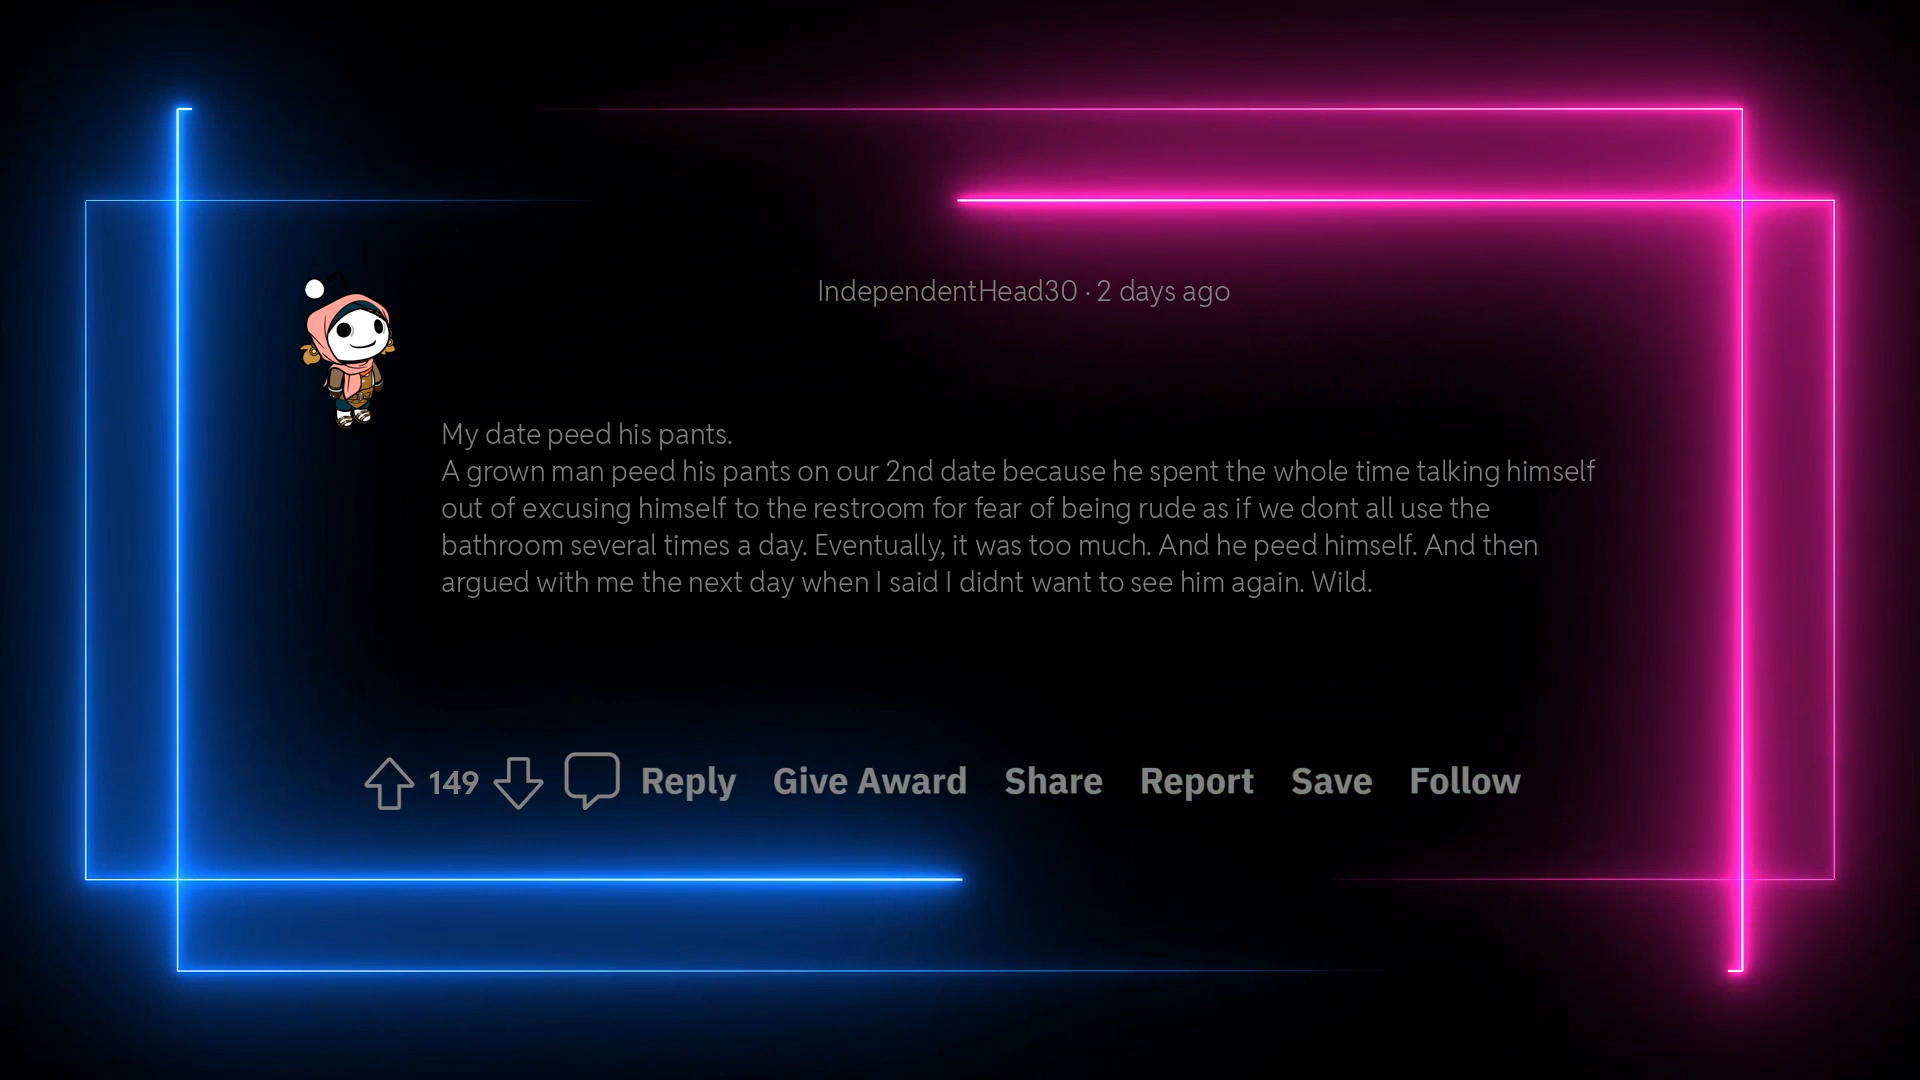 IndependentHead30 · 2 days ago
My date peed his pants.
A grown man peed his pants on our 2nd date because he spent the whole time talking himself
out of excusing himself to the restroom for fear of being rude as if we dont all use the
bathroom several times a day. Eventually, it was too much. And he peed himself. And then
argued with me the next day when I said I didnt want to see him again. Wild.
149 Reply Give Award Share Report Save Follow